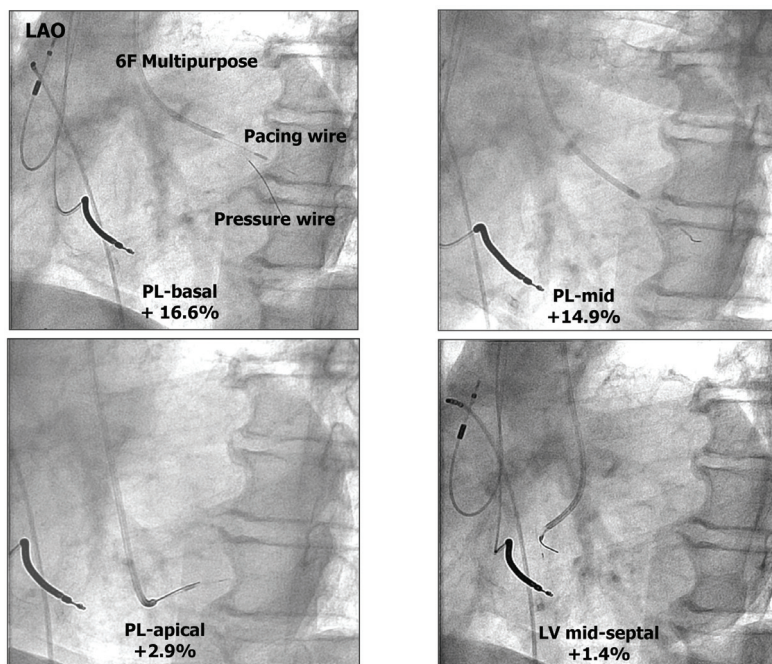 LAO
6F Multipurpose
Pacing wire
Pressure wire
PL-basal
+ 16.6%
PL-mid
+14.9%
PL-apical
+2.9%
LV mid-septal
+1.4%